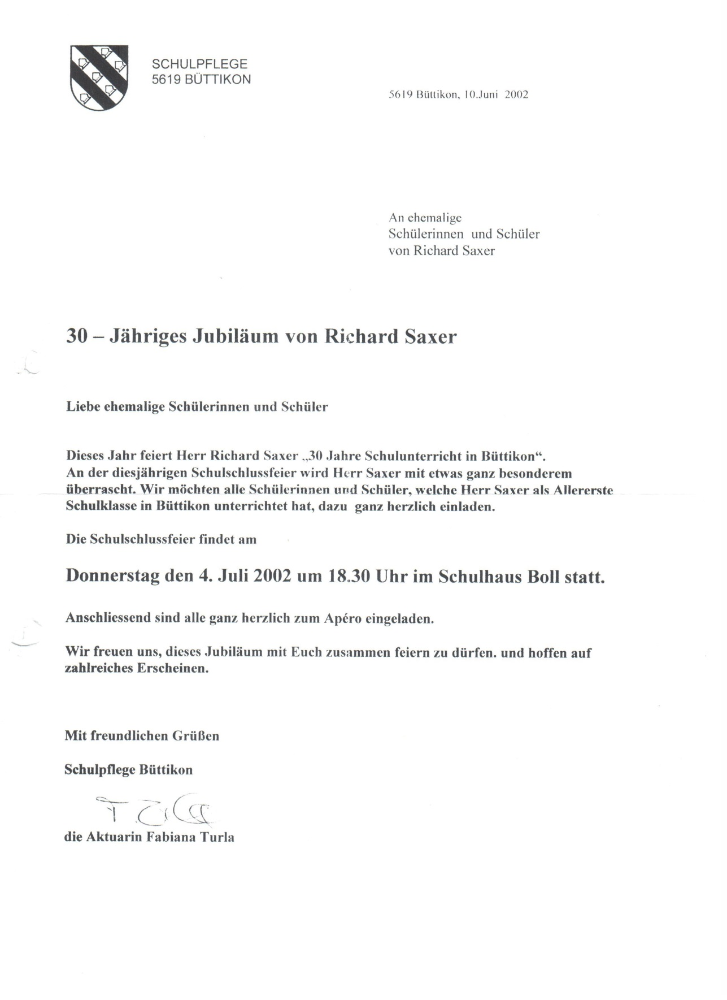 SCHULPFLEGE
5619 BÜTTIKON
5619 Büttikon, 10.Juni 2002
An ehemalige
Schülerinnen und Schüler
von Richard Saxer
30 – Jähriges Jubiläum von Richard Saxer
Liebe ehemalige Schülerinnen und Schüler
Dieses Jahr feiert Herr Richard Saxer „30 Jahre Schulunterricht in Büttikon“.
An der diesjährigen Schulschlussfeier wird Herr Saxer mit etwas ganz besonderem
überrascht. Wir möchten alle Schülerinnen und Schüler, welche Herr Saxer als Allererste
Schulklasse in Büttikon unterrichtet hat, dazu ganz herzlich einladen.
Die Schulschlussfeier findet am
Donnerstag den 4. Juli 2002 um 18.30 Uhr im Schulhaus Boll statt.
Anschliessend sind alle ganz herzlich zum Apéro eingeladen.
Wir freuen uns, dieses Jubiläum mit Euch zusammen feiern zu dürfen. und hoffen auf
zahlreiches Erscheinen.
Mit freundlichen Grüßen
Schulpflege Büttikon
die Aktuarin Fabiana Turla